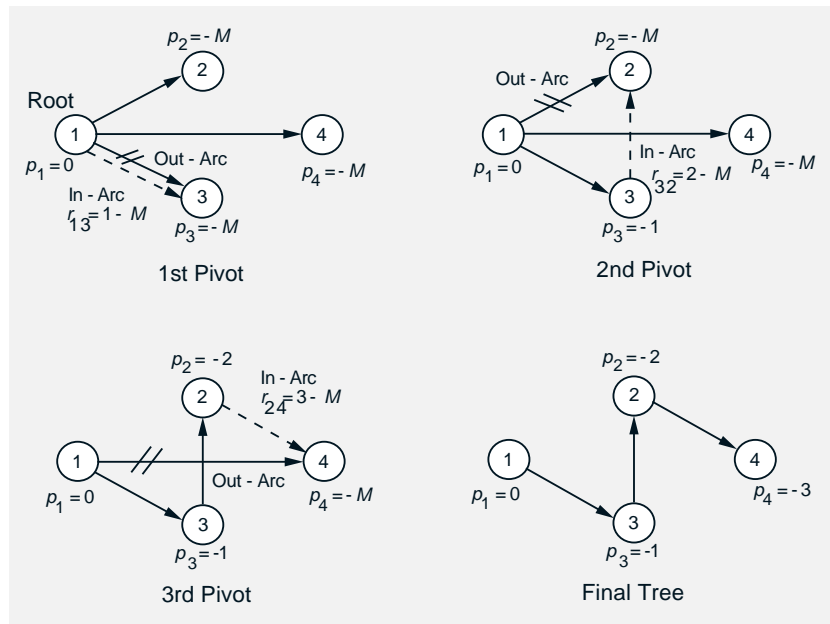 p2 = - M
2
Root
1
4
p1 = 0
Out - Arc
p4 = - M
In - Arc
r13 = 1 - M
3
p3 = - M
1st Pivot
p2 = - M
2
Out - Arc
1
4
p1 = 0
In - Arc
p4 = - M
r32 = 2 - M
3
p3 = - 1
2nd Pivot
p2 = - 2
In - Arc
r24 = 3 - M
2
1
4
Out - Arc
p1 = 0
p4 = - M
3
p3 = -1
3rd Pivot
p2 = - 2
2
1
4
p1 = 0
p4 = - 3
3
p3 = -1
Final Tree